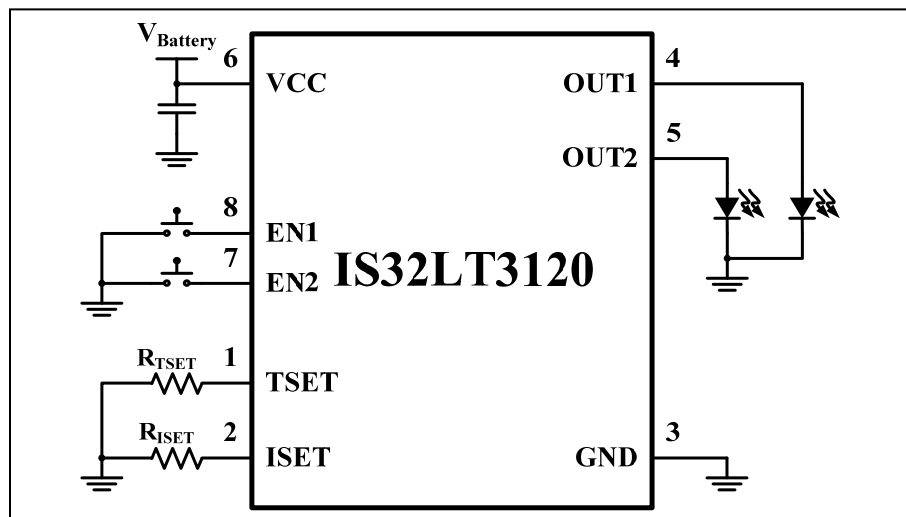 VBattery
6
VCC
OUT1
4
OUT2
5
8
EN1
7
EN2
IS32LT3120
RTSET
1
TSET
RISET
2
ISET
GND
3